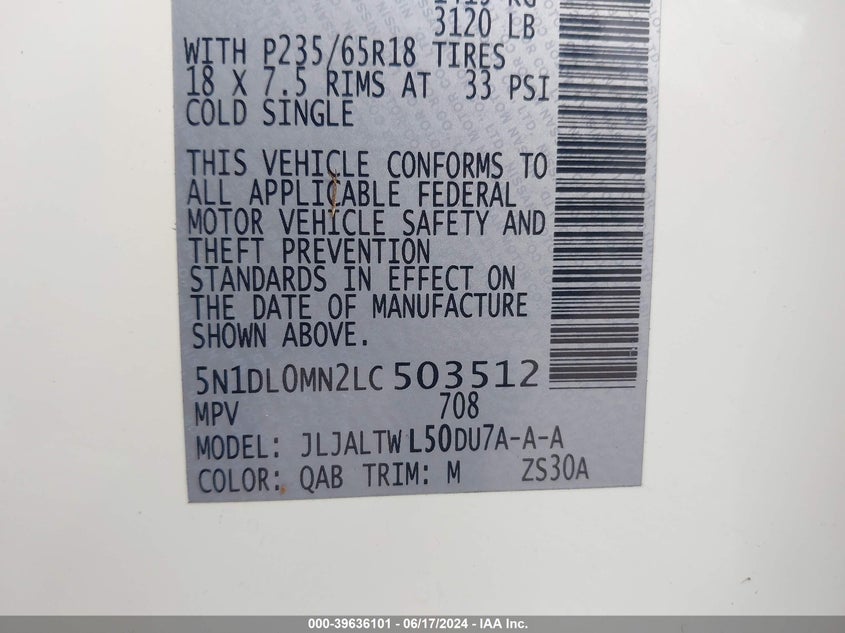 3120 LB
WITH P235/65R18 TIRES
18 X 7.5 RIMS AT 33 PSI
COLD SINGLE
THIS VEHICLE CONFORMS TO
ALL APPLICABLE FEDERAL
MOTOR VEHICLE SAFETY AND
THEFT PREVENTION
STANDARDS IN EFFECT ON
THE DATE OF MANUFACTURE
SHOWN ABOVE.
5N1DL0MN2LC 503512
MPV 708
MODEL: JLJALTWL50DU7A-A-A
COLOR: QAB TRIM: M ZS30A
000-39636101 / 06/17/2024 / IAA Inc.